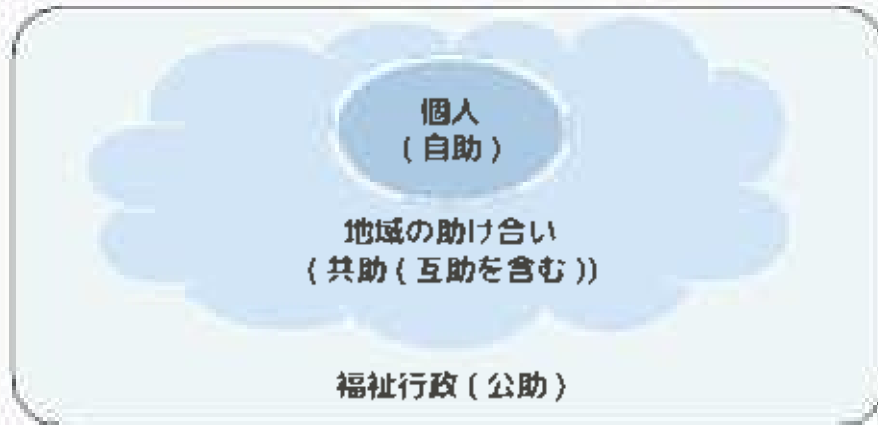 個人
(自助)
地域の助け合い
(共助(互助を含む))
福祉行政(公助)